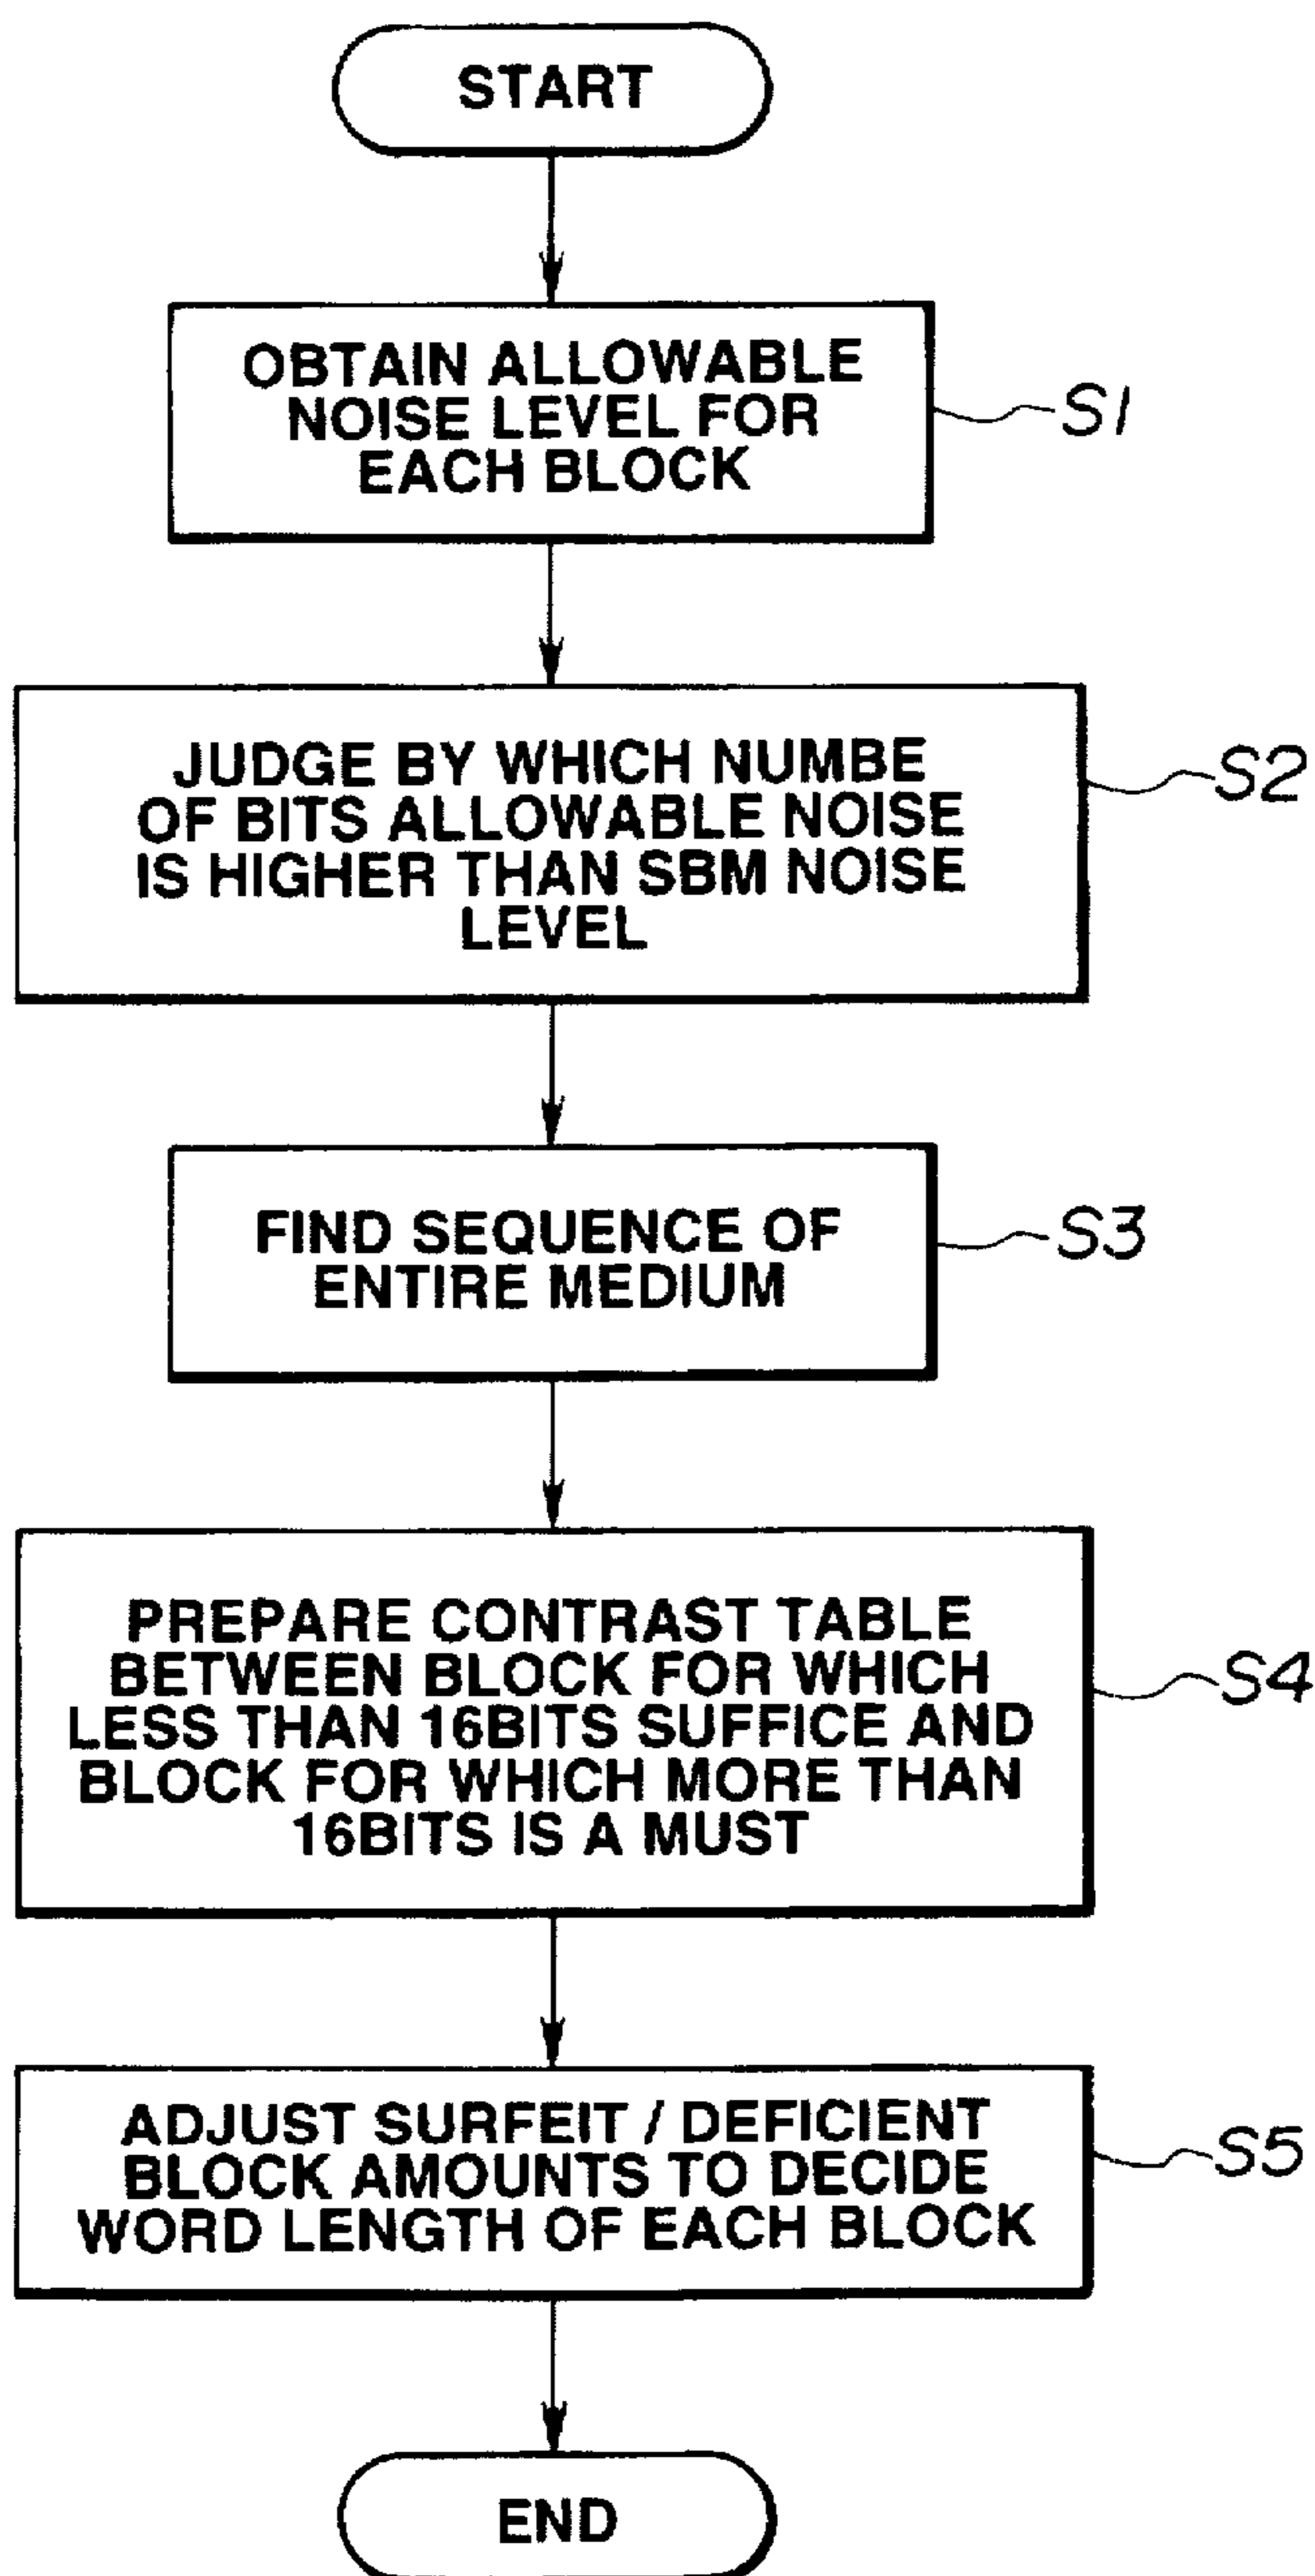 START
OBTAIN ALLOWABLE
NOISE LEVEL FOR
EACH BLOCK
S1
JUDGE BY WHICH NUMBE
OF BITS ALLOWABLE NOISE
IS HIGHER THAN SBM NOISE
LEVEL
S2
FIND SEQUENCE OF
ENTIRE MEDIUM
S3
PREPARE CONTRAST TABLE
BETWEEN BLOCK FOR WHICH
LESS THAN 16BITS SUFFICE AND
BLOCK FOR WHICH MORE THAN
16BITS IS A MUST
S4
ADJUST SURFEIT / DEFICIENT
BLOCK AMOUNTS TO DECIDE
WORD LENGTH OF EACH BLOCK
S5
END